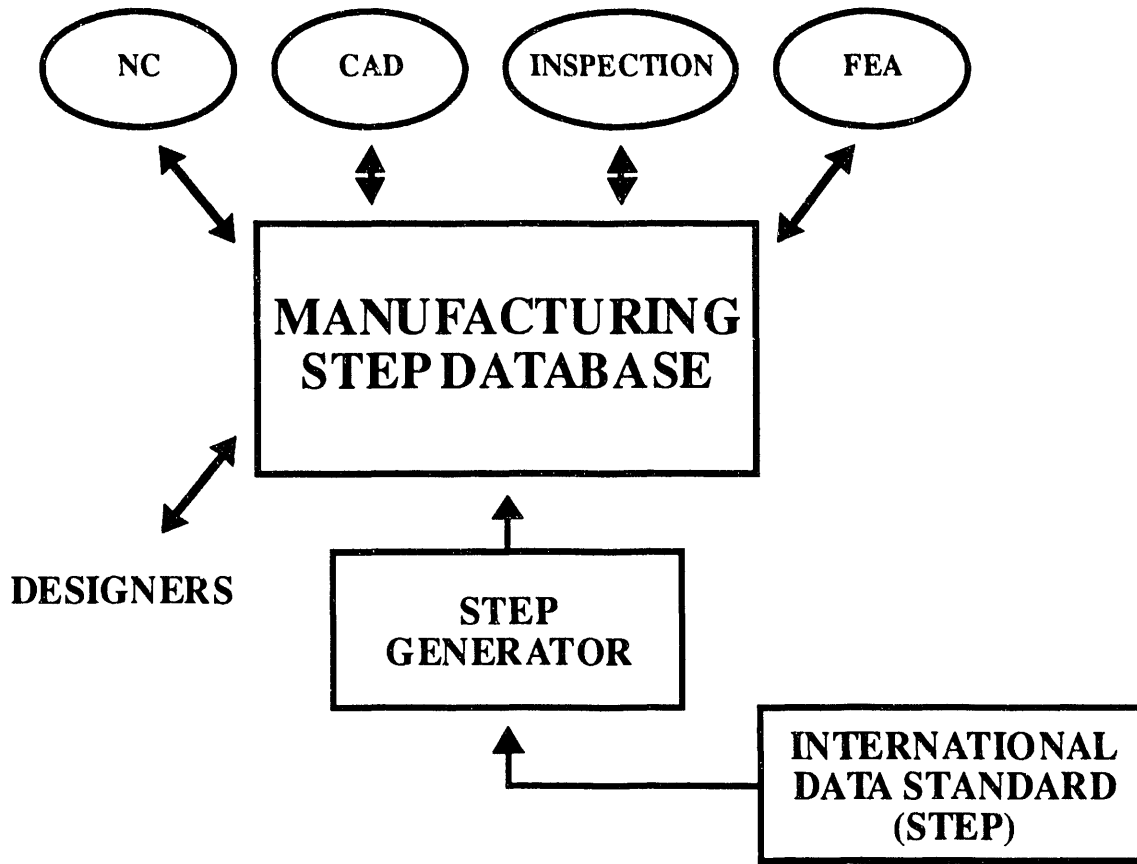 NC
CAD
INSPECTION
FEA
MANUFACTURING
STEP DATABASE
DESIGNERS
STEP
GENERATOR
INTERNATIONAL
DATA STANDARD
(STEP)